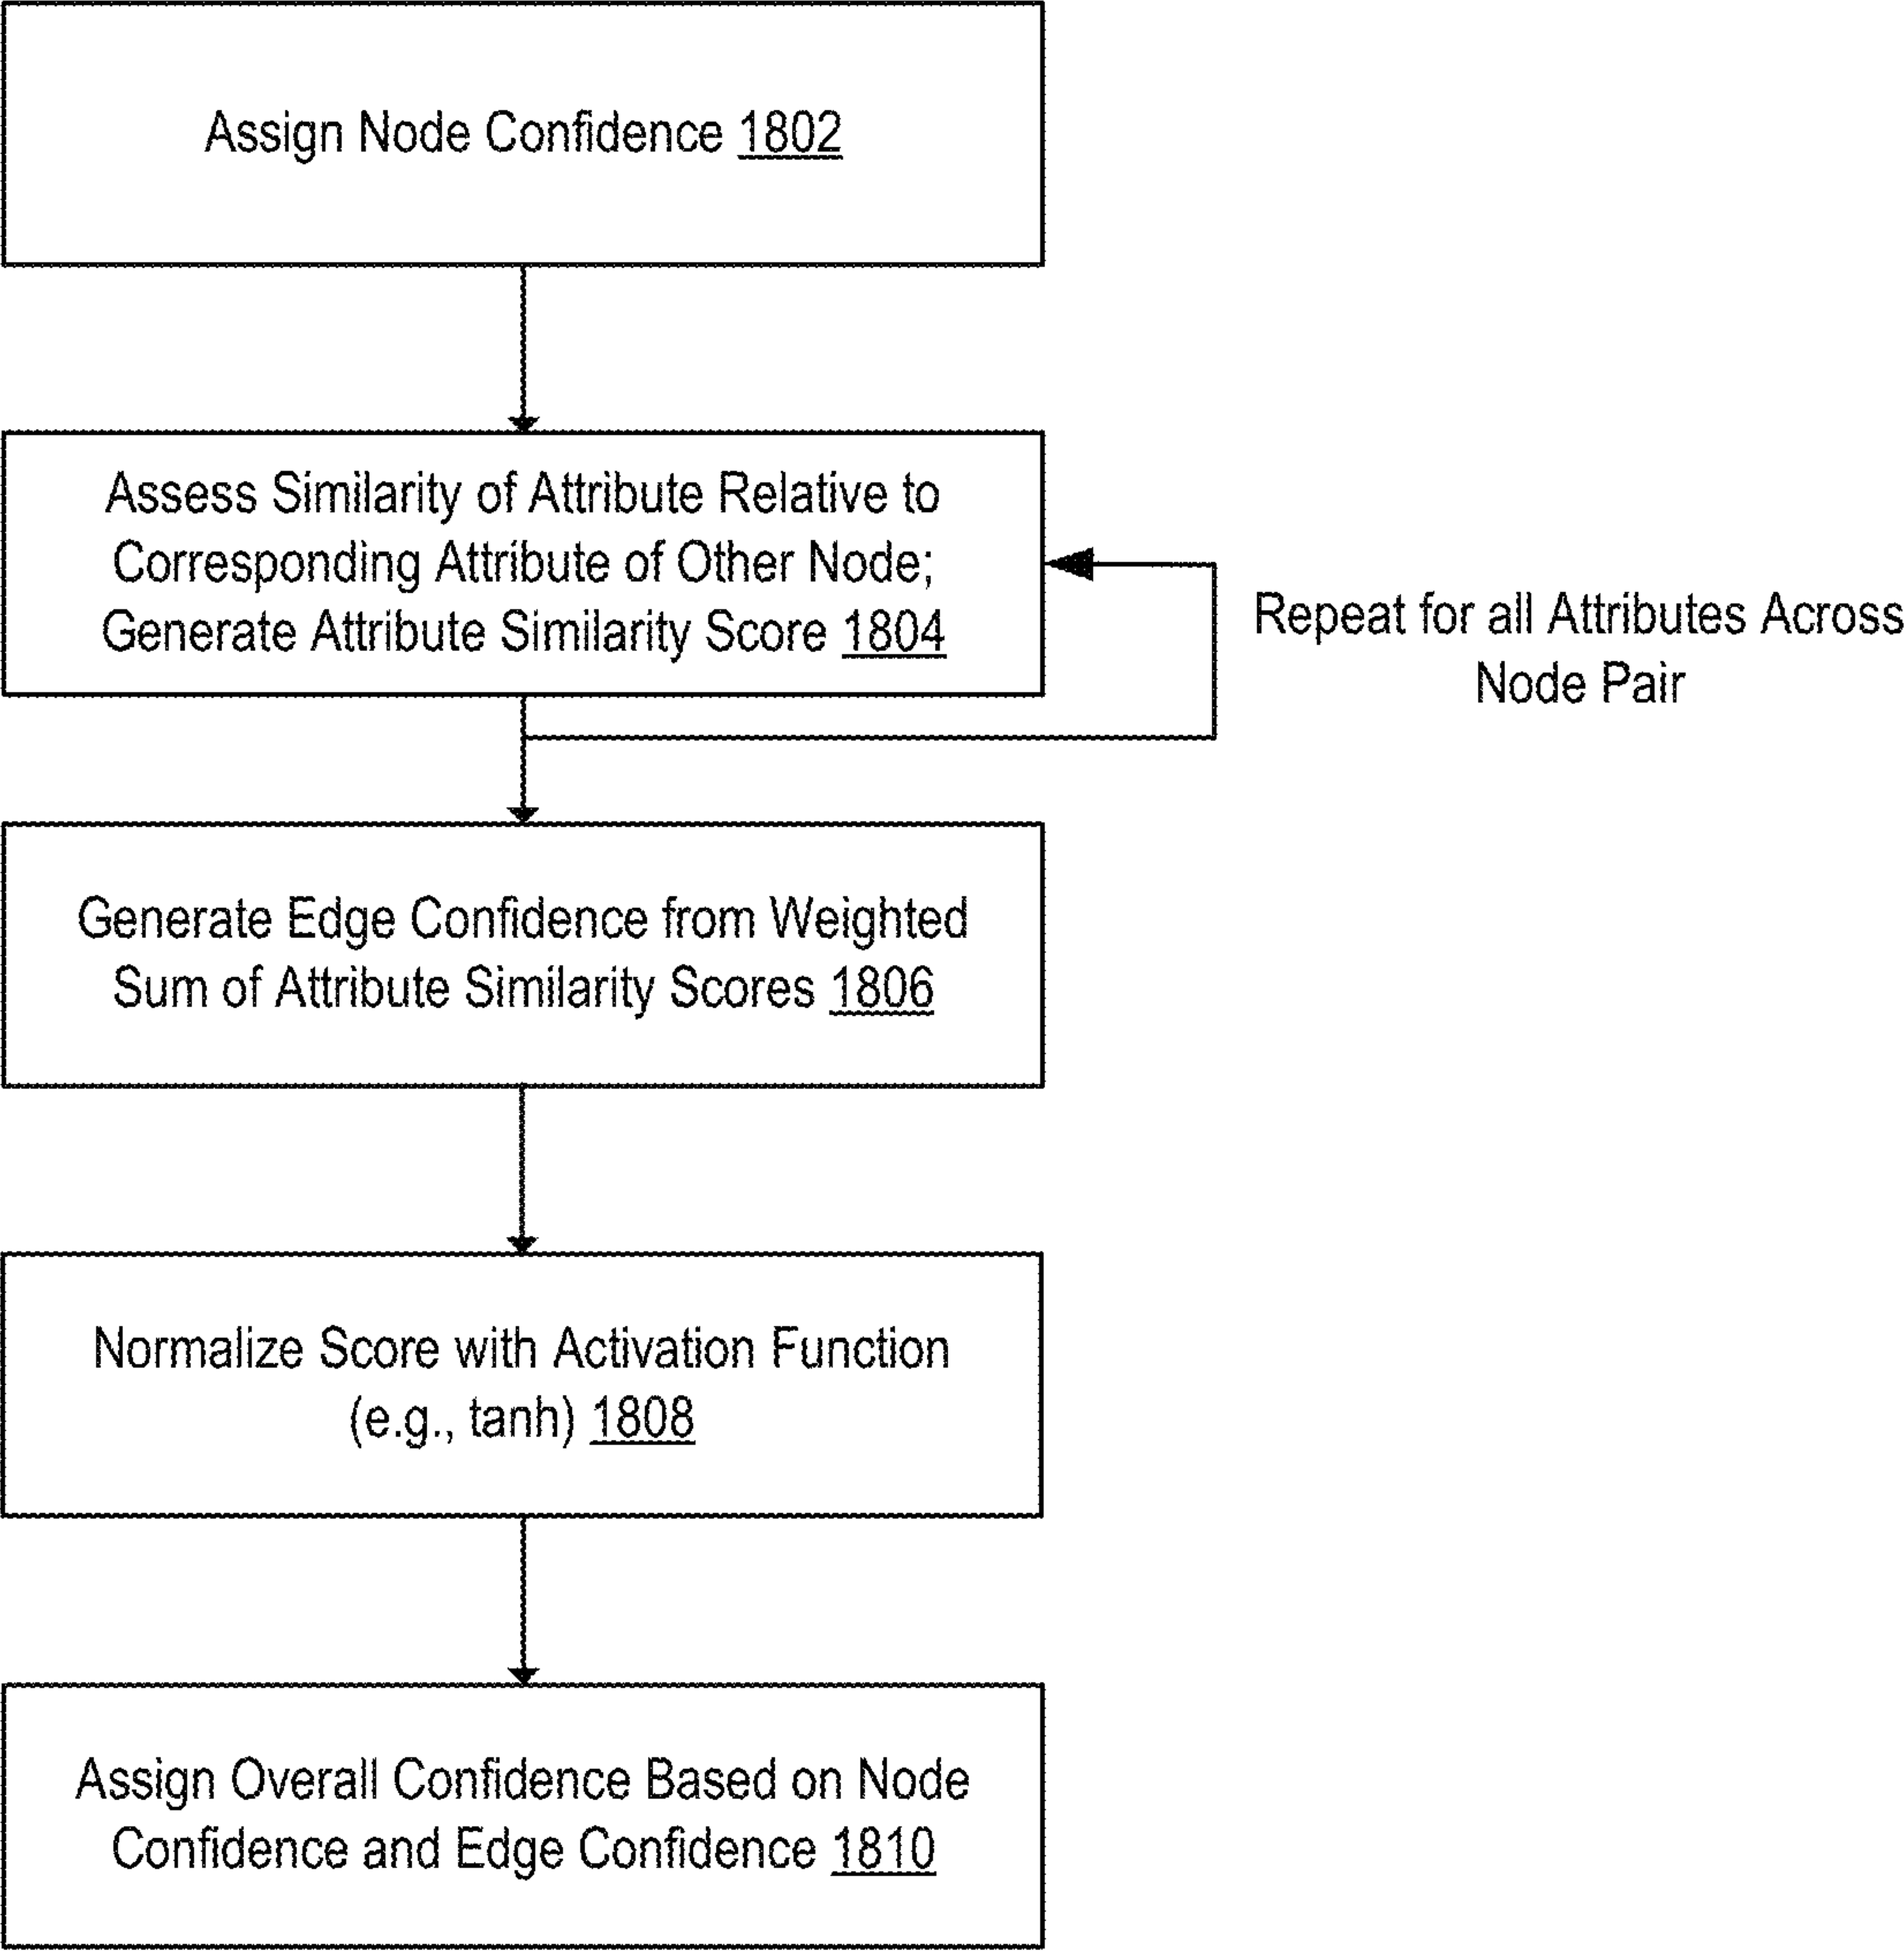 Assign Node Confidence 1802
Assess Similarity of Attribute Relative to
Corresponding Attribute of Other Node;
Generate Attribute Similarity Score 1804
Repeat for all Attributes Across
Node Pair
Generate Edge Confidence from Weighted
Sum of Attribute Similarity Scores 1806
Normalize Score with Activation Function
(e.g., tanh) 1808
Assign Overall Confidence Based on Node
Confidence and Edge Confidence 1810